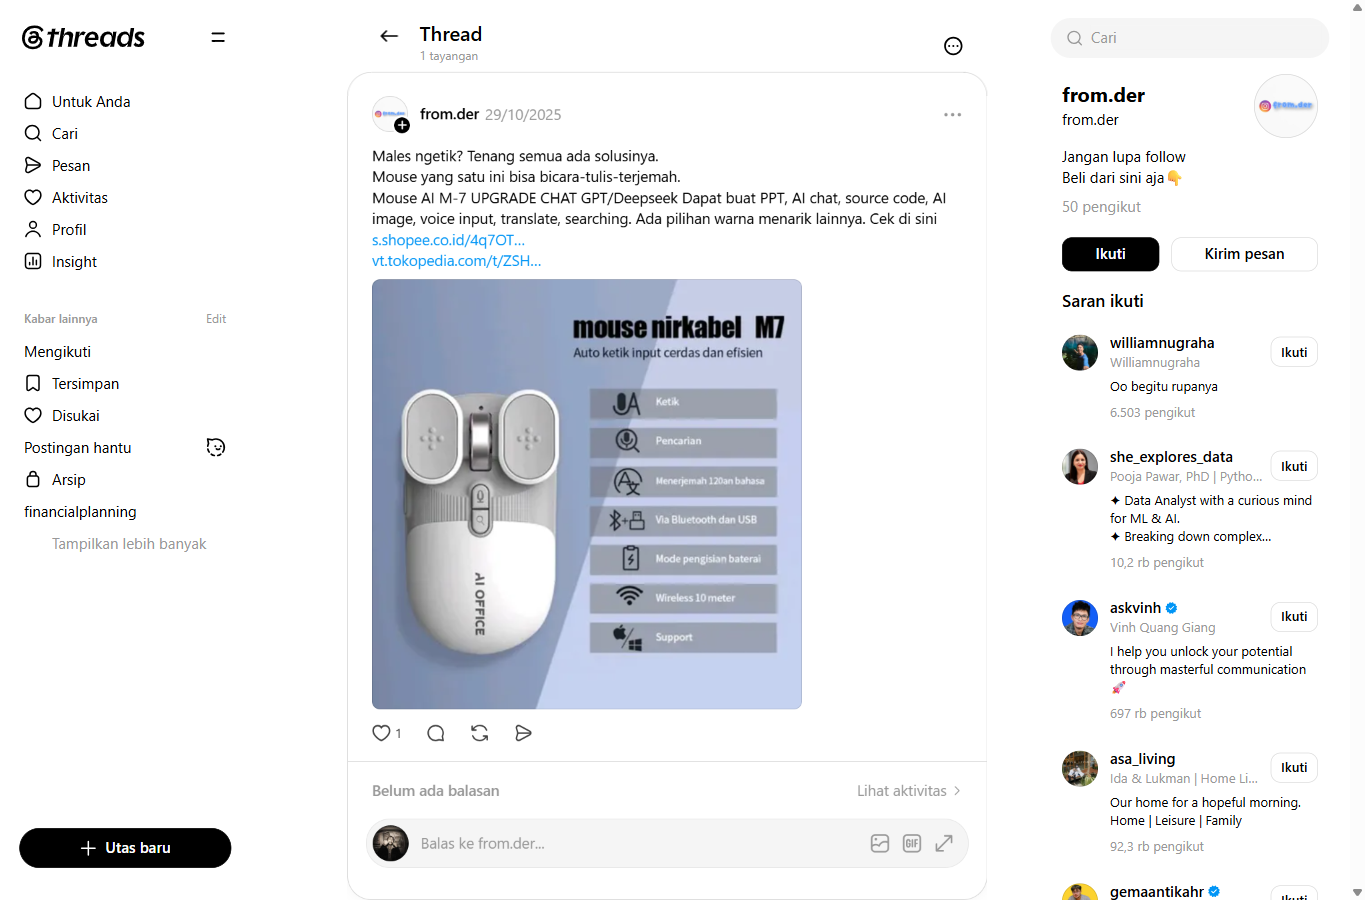 threads
Untuk Anda
Cari
Pesan
Aktivitas
Profil
Insight
Kabar lainnya
Edit
Mengikuti
Tersimpan
Disukai
Postingan hantu
Arsip
financialplanning
Tampilkan lebih banyak
Utas baru
Thread
1 tayangan
from.der 29/10/2025
Males ngetik? Tenang semua ada solusinya.
Mouse yang satu ini bisa bicara-tulis-terjemah.
Mouse AI M-7 UPGRADE CHAT GPT/Deepseek Dapat buat PPT, AI chat, source code, AI
image, voice input, translate, searching. Ada pilihan warna menarik lainnya. Cek di sini
s.shopee.co.id/4q7OT...
vt.tokopedia.com/t/ZSH...
mouse nirkabel M7
Auto ketik input cerdas dan efisien
Ketik
Pencarian
Menerjemah 120an bahasa
Via Bluetooth dan USB
Mode pengisian baterai
Wireless 10 meter
Support
AI OFFICE
1
Belum ada balasan
Lihat aktivitas
Balas ke from.der...
GIF
Cari
from.der
from.der
from.der
Jangan lupa follow
Beli dari sini aja👇
50 pengikut
Ikuti
Kirim pesan
Saran ikuti
williamnugraha
Williamnugraha
Ikuti
Oo begitu rupanya
6.503 pengikut
she_explores_data
Pooja Pawar, PhD | Pytho...
Ikuti
✦ Data Analyst with a curious mind
for ML & AI.
✦ Breaking down complex...
10,2 rb pengikut
askvinh
Vinh Quang Giang
Ikuti
I help you unlock your potential
through masterful communication
🚀
697 rb pengikut
asa_living
Ida & Lukman | Home Li...
Ikuti
Our home for a hopeful morning.
Home | Leisure | Family
92,3 rb pengikut
gemaantikahr
Ikuti